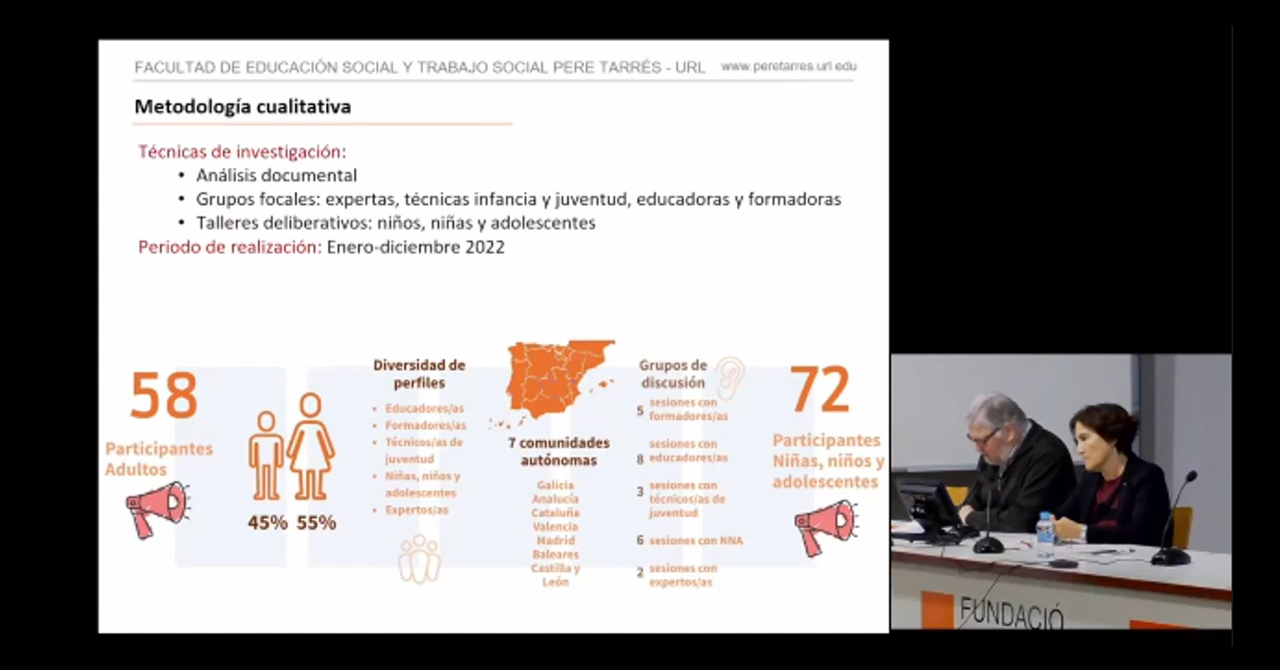 FACULTAD DE EDUCACIÓN SOCIAL Y TRABAJO SOCIAL PERE TARRÉS - URL www.peretarres.url.edu
Metodología cualitativa
Técnicas de investigación:
• Análisis documental
• Grupos focales: expertas, técnicas infancia y juventud, educadoras y formadoras
• Talleres deliberativos: niños, niñas y adolescentes
Periodo de realización: Enero-diciembre 2022
58
Participantes
Adultos
45% 55%
Diversidad de
perfiles
• Educadores/as
• Formadores/as
• Técnicos/as de
juventud
• Niñas, niños y
adolescentes
• Expertos/as
7 comunidades
autónomas
Galicia
Analucía
Cataluña
Valencia
Madrid
Baleares
Castilla y
León
Grupos de
discusión
5 sesiones con
formadores/as
8 sesiones con
educadores/as
3 sesiones con
técnicos/as de
juventud
6 sesiones con NNA
2 sesiones con
expertos/as
72
Participantes
Niñas, niños y
adolescentes
FUNDACIÓ